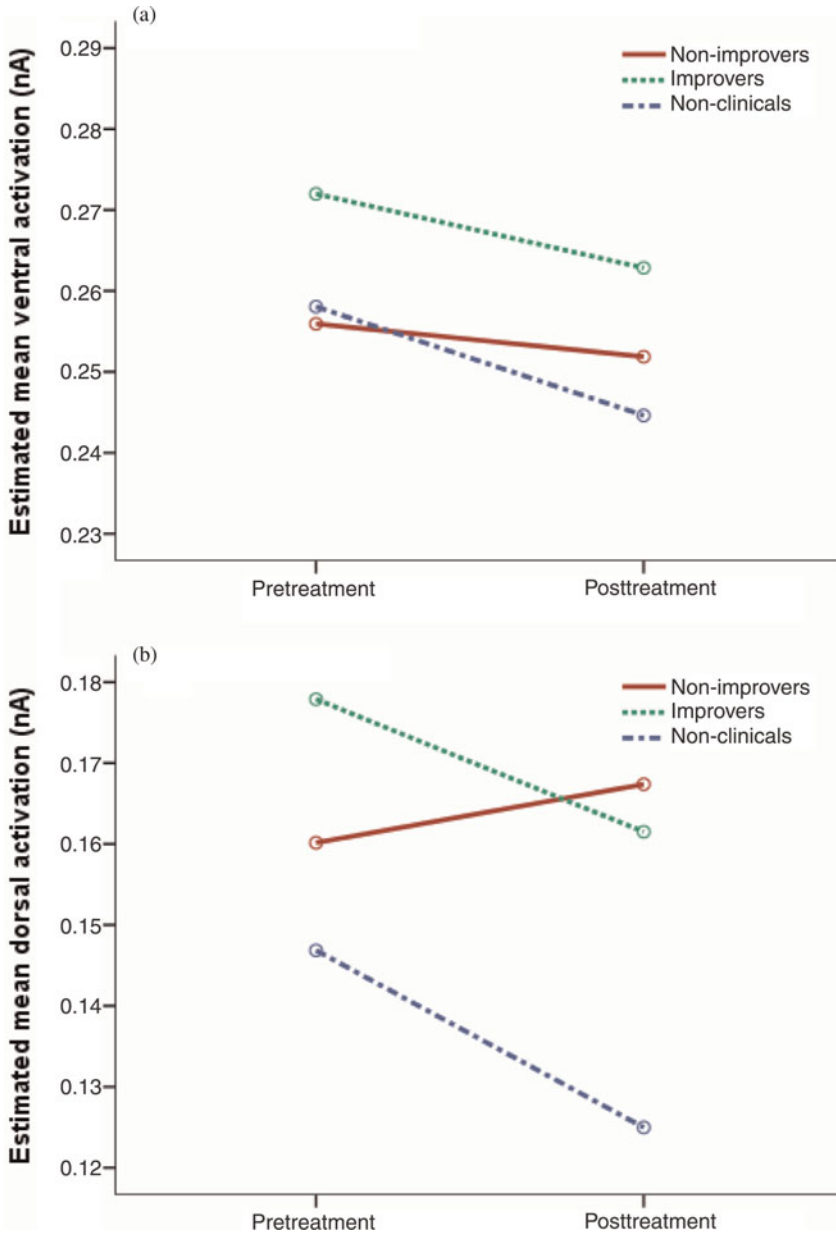 (a)
Estimated mean ventral activation (nA)
0.29
0.28
0.27
0.26
0.25
0.24
0.23
Non-improvers
Improvers
Non-clinicals
Pretreatment
Posttreatment
(b)
Estimated mean dorsal activation (nA)
0.18
0.17
0.16
0.15
0.14
0.13
0.12
Non-improvers
Improvers
Non-clinicals
Pretreatment
Posttreatment